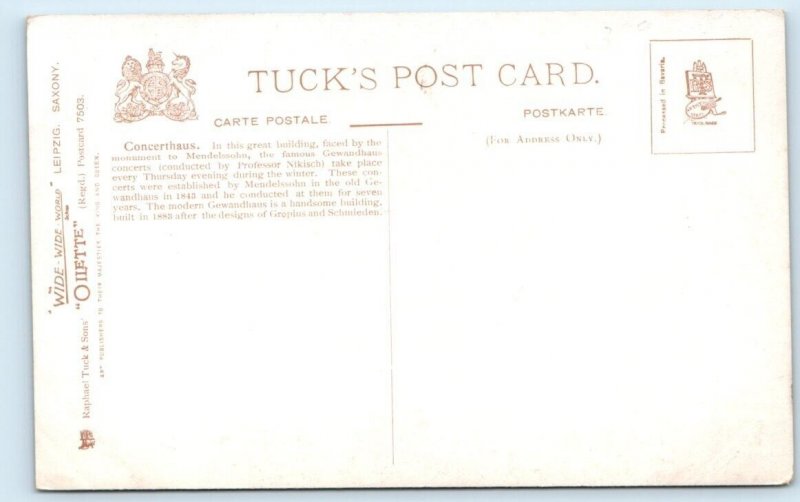 TUCK'S POST CARD.
CARTE POSTALE
POSTKARTE
(FOR ADDRESS ONLY.)
Concerthaus. In this great building, faced by the
monument to Mendelssohn, the famous Gewandhaus
concerts (conducted by Professor Nikisch) take place
every Thursday evening during the winter. These con-
certs were established by Mendelssohn in the old Ge-
wandhaus in 1843 and he conducted at them for seven
years. The modern Gewandhaus is a handsome building,
built in 1883 after the designs of Gropius and Schmieden.
"WIDE-WIDE-WORLD" LEIPZIG, SAXONY.
Series
Raphael Tuck & Sons' "OILETTE" (Regd.) Postcard 7503.
ART PUBLISHERS TO THEIR MAJESTIES THE KING AND QUEEN.
Processed in Bavaria.